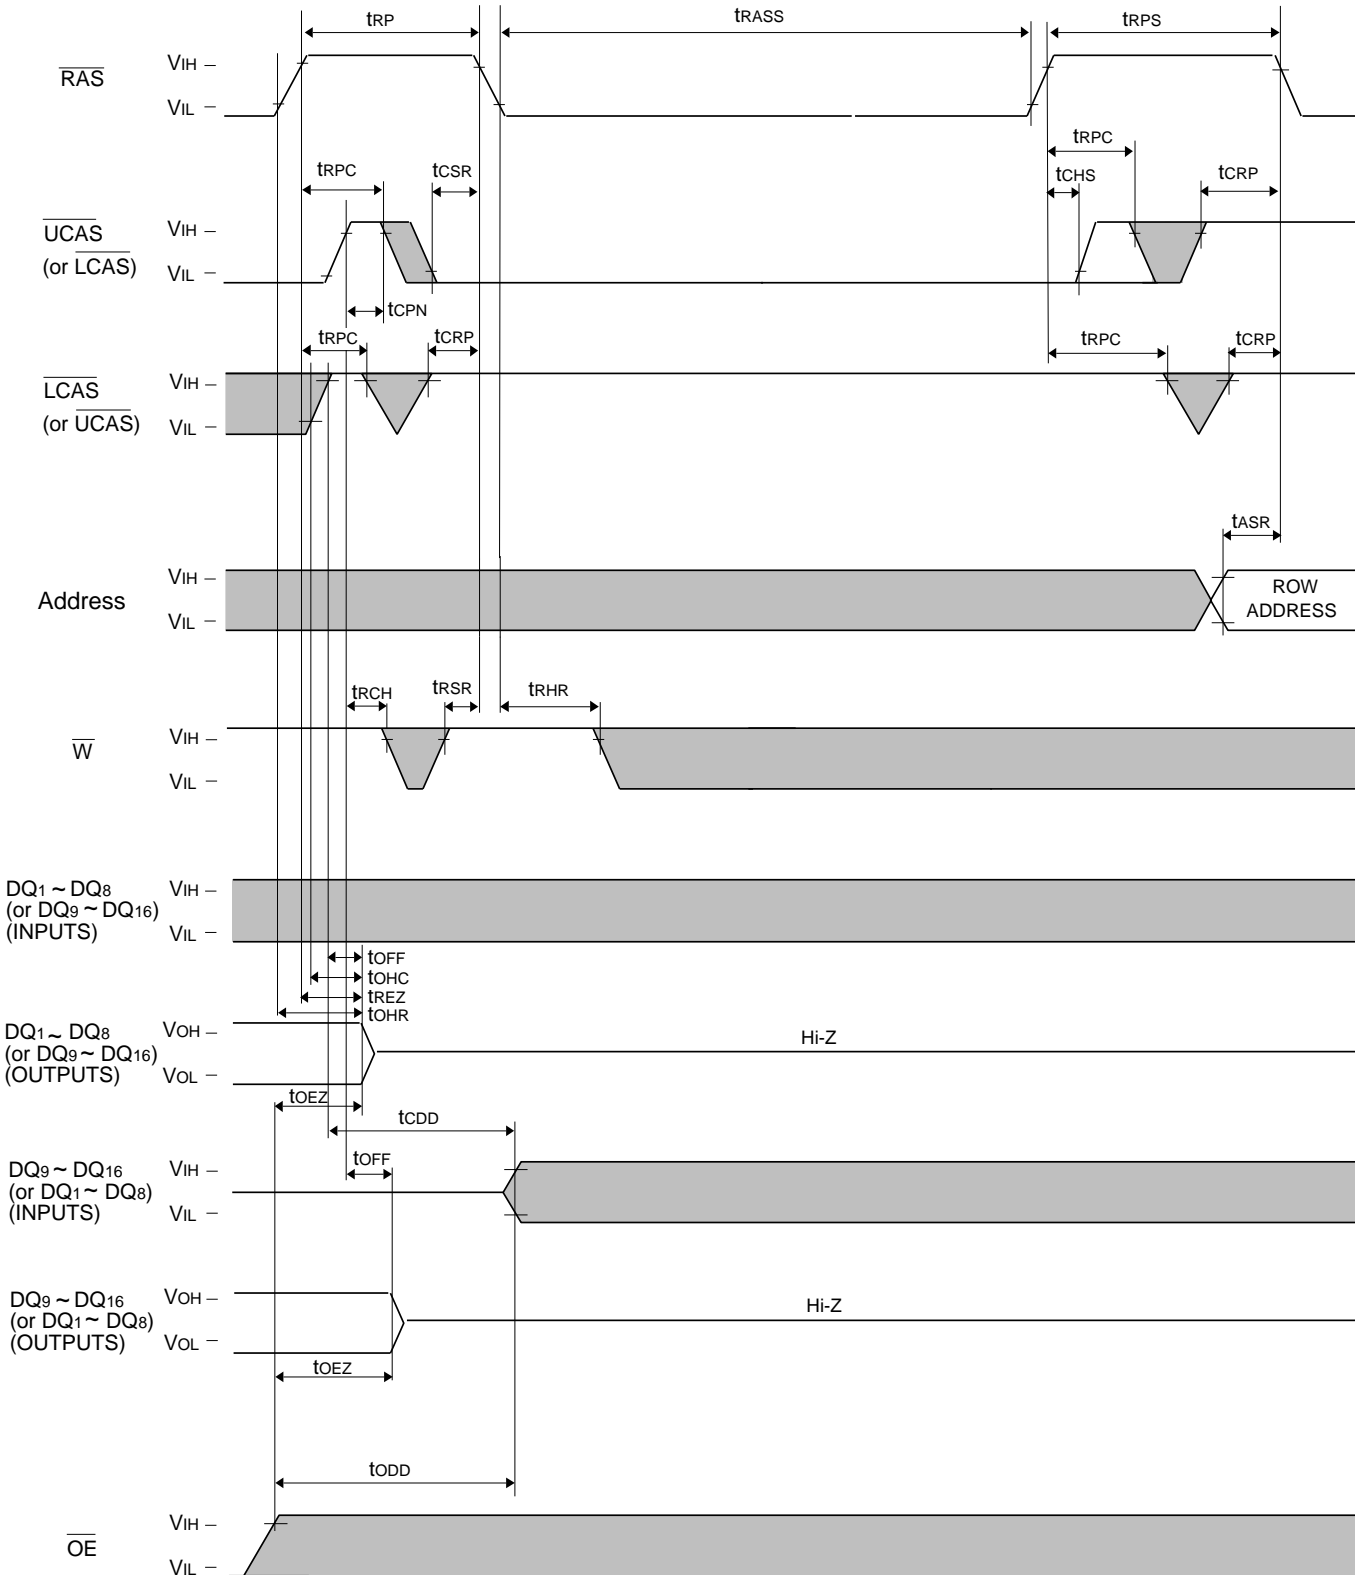 tRP tRASS tRPS
RAS VIH
VIL
tRPC tCSR tRPC tCHS tCRP
UCAS
(or LCAS)
VIH
VIL
tCPN
tRPC tCRP tRPC tCRP
LCAS
(or UCAS)
VIH
VIL
tASR
Address
VIH
VIL
ROW
ADDRESS
tRCH tRSR tRHR
W
VIH
VIL
DQ1 ~ DQ8
(or DQ9 ~ DQ16)
(INPUTS)
VIH
VIL
tOFF
tOHC
tREZ
tOHR
DQ1 ~ DQ8
(or DQ9 ~ DQ16)
(OUTPUTS)
VOH
VOL
Hi-Z
tOEZ
tCDD
tOFF
DQ9 ~ DQ16
(or DQ1 ~ DQ8)
(INPUTS)
VIH
VIL
DQ9 ~ DQ16
(or DQ1 ~ DQ8)
(OUTPUTS)
VOH
VOL
Hi-Z
tOEZ
tODD
OE
VIH
VIL